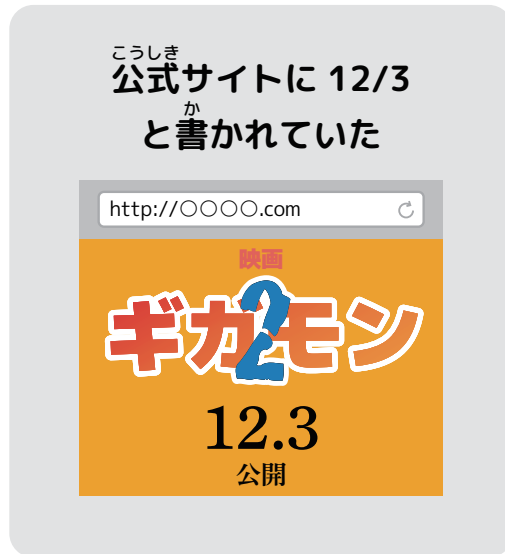 こうしき
公式サイトに 12/3
か
と書かれていた
http://○○○○.com
映画
ギガモン2
12.3
公開